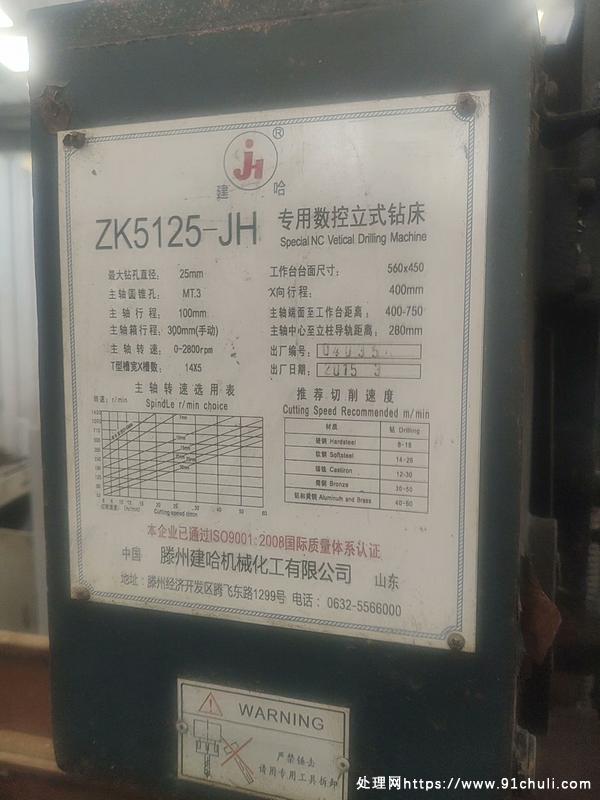 JH ®
建 哈
ZK5125-JH 专用数控立式钻床
Special NC Vetical Drilling Machine
最大钻孔直径: 25mm
主轴圆锥孔: MT.3
主轴行程: 100mm
主轴箱行程: 300mm(手动)
主轴转速: 0-2800rpm
T型槽宽X槽数: 14X5
工作台台面尺寸: 560x450
X向行程: 400mm
主轴端面至工作台距离: 400-750
主轴中心至立柱导轨距离: 280mm
出厂编号:
出厂日期: 2015 3
主轴转速选用表
转速: r/min SpindLe r/min choice
Cutting speed m/min
推荐切削速度
Cutting Speed Recommended m/min
材质 钻 Drilling
硬钢 Hardsteel 8-18
软钢 Softsteel 14-26
铸铁 Castiron 12-30
青铜 Bronze 30-50
铝和黄铜 Aluminum and Brass 40-60
本企业已通过ISO9001:2008国际质量体系认证
中国 滕州建哈机械化工有限公司 山东
地址: 滕州经济开发区腾飞东路1299号 电话: 0632-5566000
WARNING
严禁锤击
请用专用工具拆卸
处理网https://www.91chuli.com